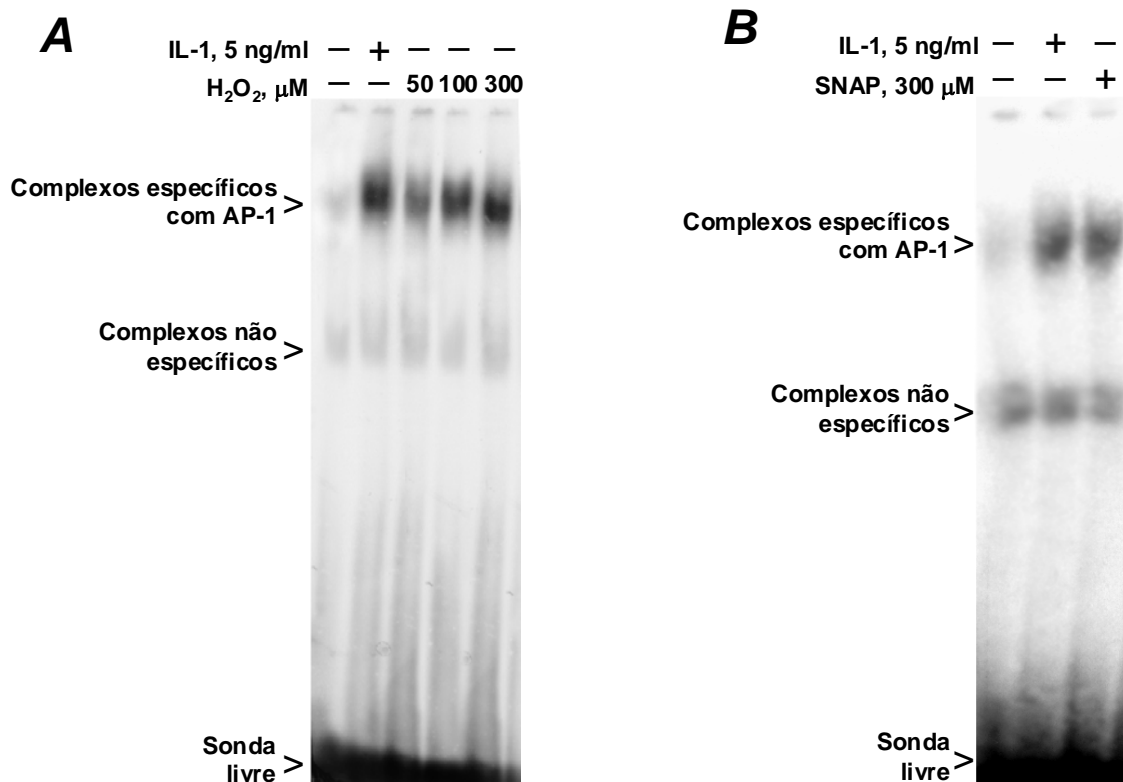 A
IL-1, 5 ng/ml – + – – –
H₂O₂, μM – – 50 100 300
Complexos específicos
com AP-1 >
Complexos não
específicos >
Sonda
livre >
B
IL-1, 5 ng/ml – + –
SNAP, 300 μM – – +
Complexos específicos
com AP-1 >
Complexos não
específicos >
Sonda
livre >